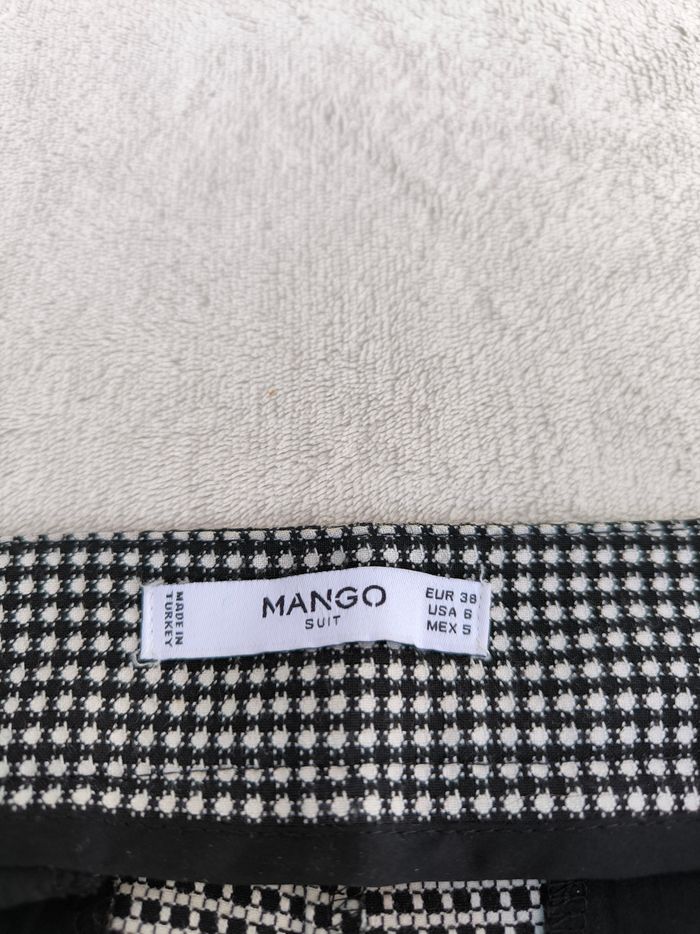 MADE IN
TURKEY
MANGO
SUIT
EUR 38
USA 6
MEX 5